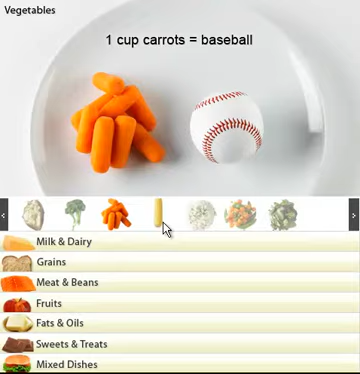 Vegetables
1 cup carrots = baseball
Milk & Dairy
Grains
Meat & Beans
Fruits
Fats & Oils
Sweets & Treats
Mixed Dishes